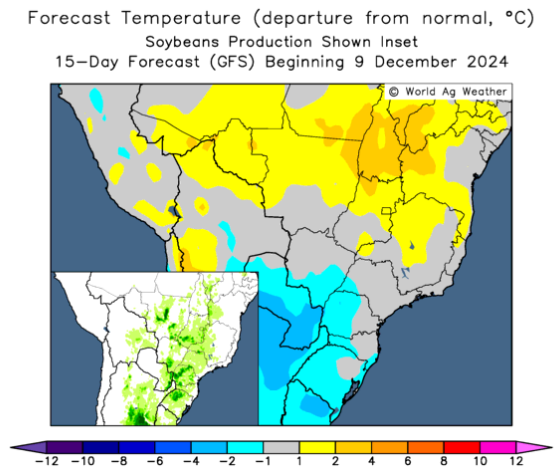 Forecast Temperature (departure from normal, °C)
Soybeans Production Shown Inset
15-Day Forecast (GFS) Beginning 9 December 2024
© World Ag Weather
-12 -10 -8 -6 -4 -2 -1 1 2 4 6 8 10 12